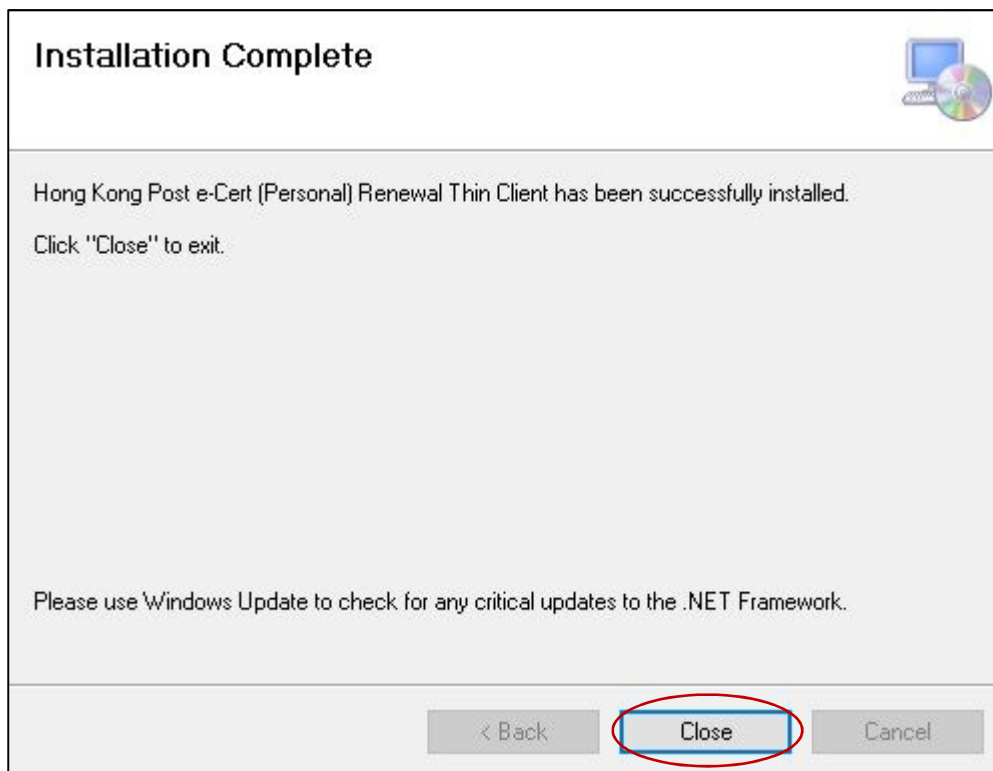 Installation Complete
Hong Kong Post e-Cert (Personal) Renewal Thin Client has been successfully installed.
Click "Close" to exit.
Please use Windows Update to check for any critical updates to the .NET Framework.
< Back
Close
Cancel